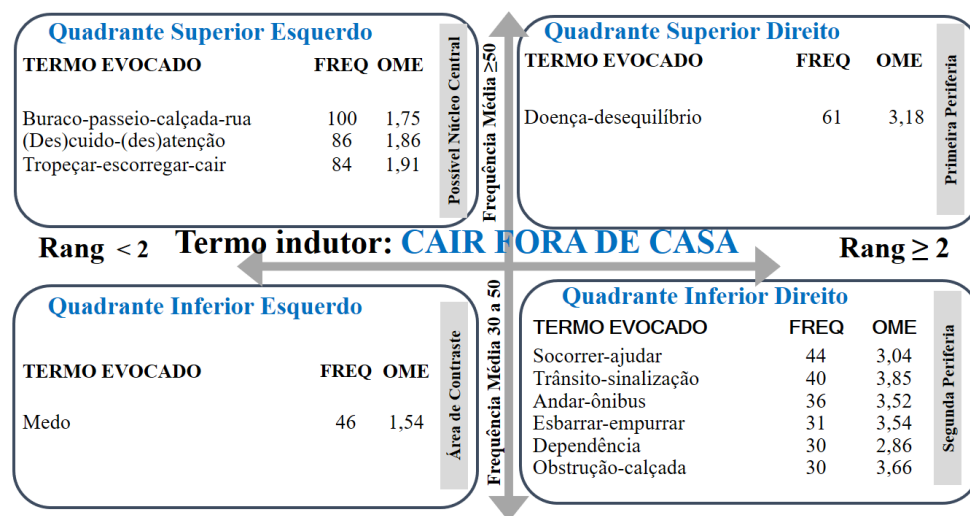 Quadrante Superior Esquerdo
TERMO EVOCADO FREQ OME
Buraco-passeio-calçada-rua 100 1,75
(Des)cuido-(des)atenção 86 1,86
Tropeçar-escorregar-cair 84 1,91
Possível Núcleo Central
Frequência Média ≥50
Quadrante Superior Direito
TERMO EVOCADO FREQ OME
Doença-desequilíbrio 61 3,18
Primeira Periferia
Rang < 2 Termo indutor: CAIR FORA DE CASA Rang ≥ 2
Quadrante Inferior Esquerdo
TERMO EVOCADO FREQ OME
Medo 46 1,54
Área de Contraste
Frequência Média 30 a 50
Quadrante Inferior Direito
TERMO EVOCADO FREQ OME
Socorrer-ajudar 44 3,04
Trânsito-sinalização 40 3,85
Andar-ônibus 36 3,52
Esbarrar-empurrar 31 3,54
Dependência 30 2,86
Obstrução-calçada 30 3,66
Segunda Periferia